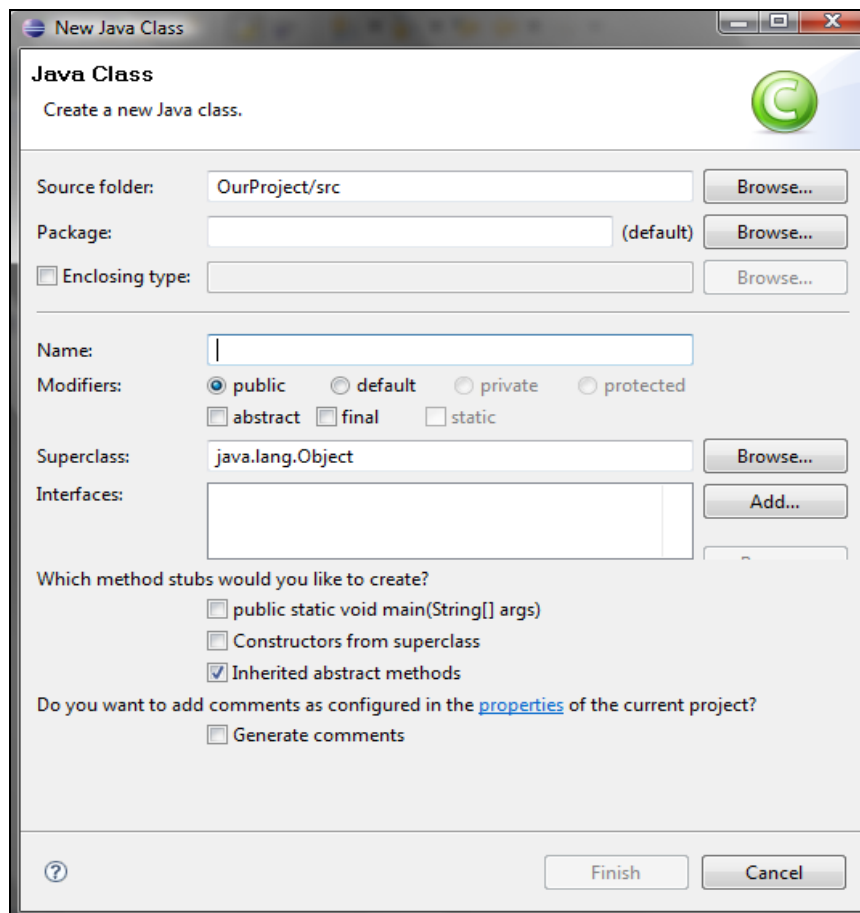 New Java Class
Java Class
Create a new Java class.
Source folder: OurProject/src Browse...
Package: (default) Browse...
Enclosing type: Browse...
Name:
Modifiers: public default private protected
abstract final static
Superclass: java.lang.Object Browse...
Interfaces: Add...
Which method stubs would you like to create?
public static void main(String[] args)
Constructors from superclass
Inherited abstract methods
Do you want to add comments as configured in the properties of the current project?
Generate comments
Finish Cancel